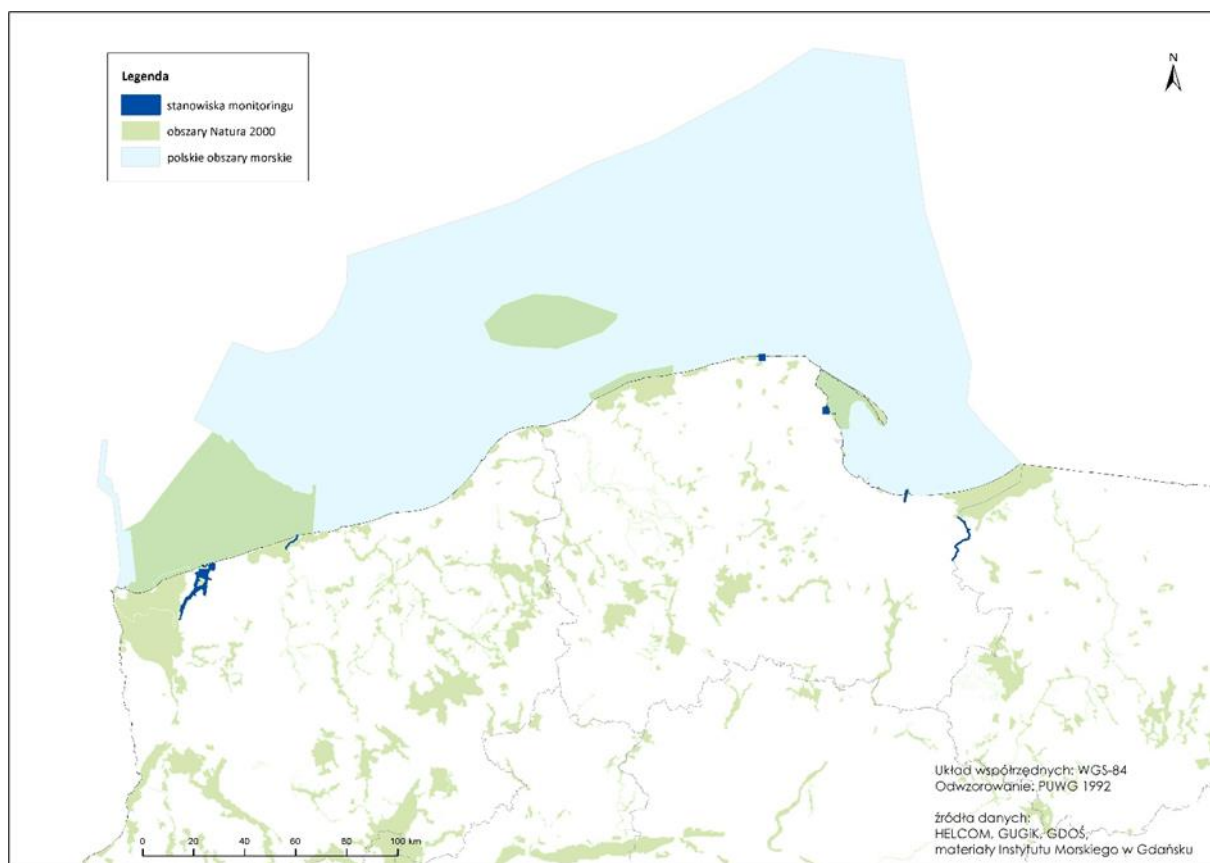 N
Legenda
stanowiska monitoringu
obszary Natura 2000
polskie obszary morskie
Układ współrzędnych: WGS-84
Odwzorowanie: PUWG 1992
źródła danych:
HELCOM, GUGiK, GDOŚ,
materiały Instytutu Morskiego w Gdańsku
0 20 40 60 80 100 km